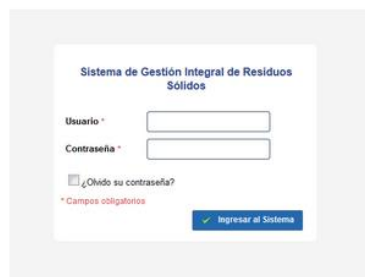 Sistema de Gestión Integral de Residuos
Sólidos
Usuario *
Contraseña *
¿Olvido su contraseña?
* Campos obligatorios
Ingresar al Sistema